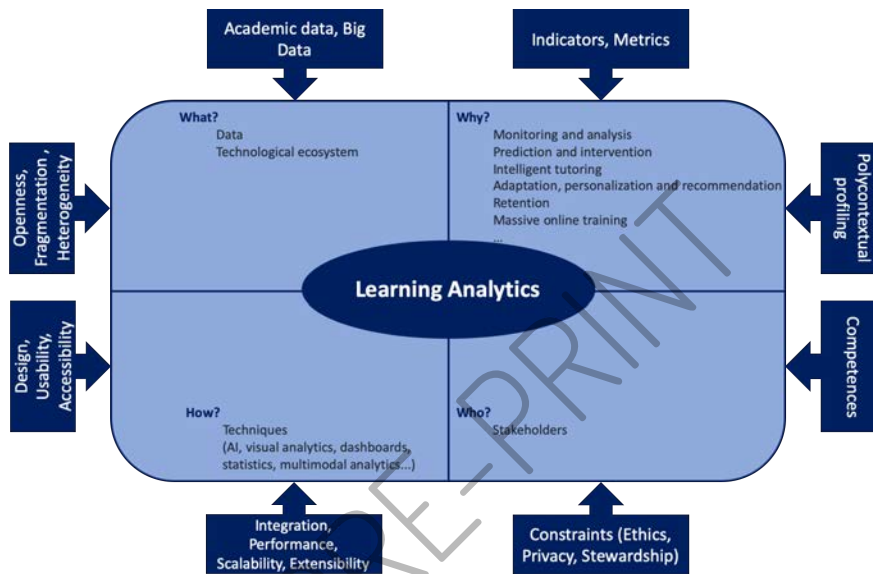 Academic data, Big
Data
Indicators, Metrics
What?
Data
Technological ecosystem
Why?
Monitoring and analysis
Prediction and intervention
Intelligent tutoring
Adaptation, personalization and recommendation
Retention
Massive online training
...
Openness,
Fragmentation ,
Heterogeneity
Polycontextual
profiling
Learning Analytics
Design,
Usability,
Accessibility
Competences
How?
Techniques
(AI, visual analytics, dashboards,
statistics, multimodal analytics...)
Who?
Stakeholders
Integration,
Performance,
Scalability, Extensibility
Constraints (Ethics,
Privacy, Stewardship)
RE-PRINT